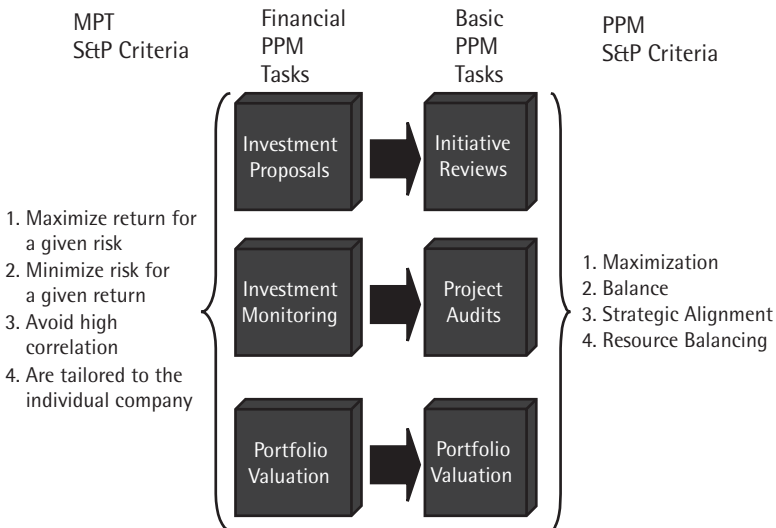 MPT
S&P Criteria
Financial
PPM
Tasks
Basic
PPM
Tasks
PPM
S&P Criteria
Investment
Proposals
Initiative
Reviews
1. Maximize return for
a given risk
2. Minimize risk for
a given return
3. Avoid high
correlation
4. Are tailored to the
individual company
Investment
Monitoring
Project
Audits
1. Maximization
2. Balance
3. Strategic Alignment
4. Resource Balancing
Portfolio
Valuation
Portfolio
Valuation